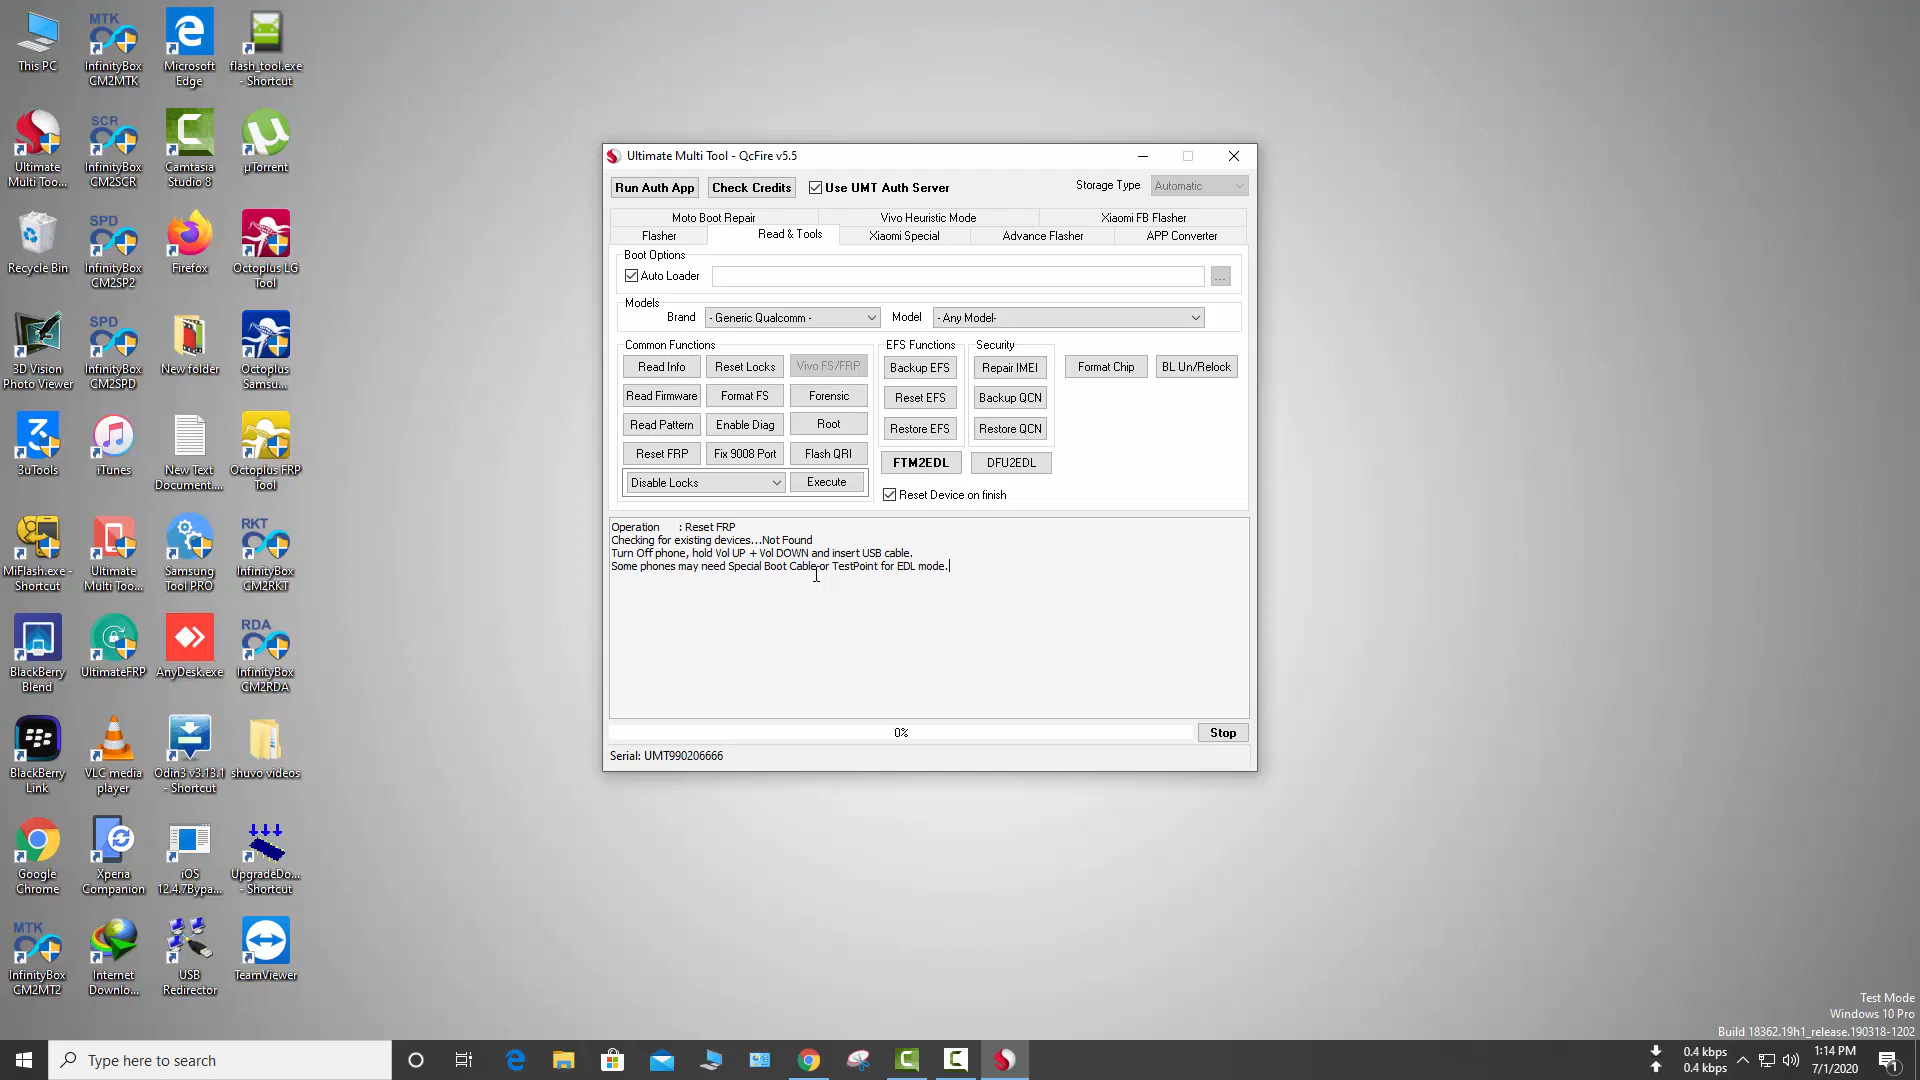 This PC
MTK
InfinityBox
CM2MTK
Microsoft
Edge
flash_tool.exe
- Shortcut
Ultimate
Multi Too...
SCR
InfinityBox
CM2SCR
Camtasia
Studio 8
µTorrent
Recycle Bin
SPD
InfinityBox
CM2SP2
Firefox
Octoplus LG
Tool
3D Vision
Photo Viewer
SPD
InfinityBox
CM2SPD
New folder
Octoplus
Samsu...
3uTools
iTunes
New Text
Document....
Octoplus FRP
Tool
MiFlash.exe -
Shortcut
Ultimate
Multi Too...
Samsung
Tool PRO
RKT
InfinityBox
CM2RKT
BlackBerry
Blend
UltimateFRP
AnyDesk.exe
RDA
InfinityBox
CM2RDA
BlackBerry
Link
VLC media
player
Odin3 v3.13.1
- Shortcut
shuvo videos
Google
Chrome
Xperia
Companion
iOS
12.4.7Bypa...
UpgradeDo...
- Shortcut
MTK
InfinityBox
CM2MT2
Internet
Downlo...
USB
Redirector
TeamViewer
Ultimate Multi Tool - QcFire v5.5
Run Auth App
Check Credits
Use UMT Auth Server
Storage Type
Automatic
Moto Boot Repair
Vivo Heuristic Mode
Xiaomi FB Flasher
Flasher
Read & Tools
Xiaomi Special
Advance Flasher
APP Converter
Boot Options
Auto Loader
...
Models
Brand
- Generic Qualcomm -
Model
- Any Model-
Common Functions
EFS Functions
Security
Read Info
Reset Locks
Vivo FS/FRP
Backup EFS
Repair IMEI
Format Chip
BL Un/Relock
Read Firmware
Format FS
Forensic
Reset EFS
Backup QCN
Read Pattern
Enable Diag
Root
Restore EFS
Restore QCN
Reset FRP
Fix 9008 Port
Flash QRI
FTM2EDL
DFU2EDL
Disable Locks
Execute
Reset Device on finish
Operation : Reset FRP
Checking for existing devices...Not Found
Turn Off phone, hold Vol UP + Vol DOWN and insert USB cable.
Some phones may need Special Boot Cable or TestPoint for EDL mode.
0%
Stop
Serial: UMT990206666
Test Mode
Windows 10 Pro
Build 18362.19h1_release.190318-1202
Type here to search
0.4 kbps
0.4 kbps
1:14 PM
7/1/2020
1